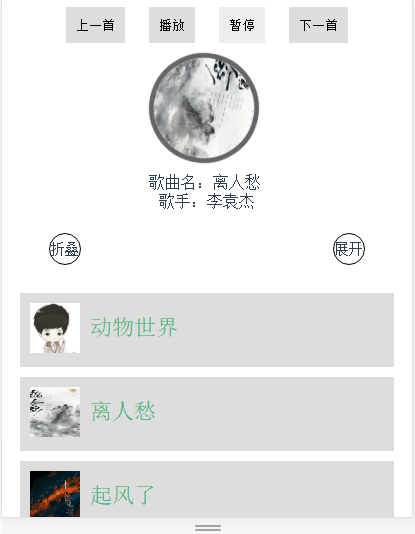 上一首 播放 暂停 下一首
歌曲名：离人愁
歌手：李袁杰
折叠 展开
动物世界
离人愁
起风了